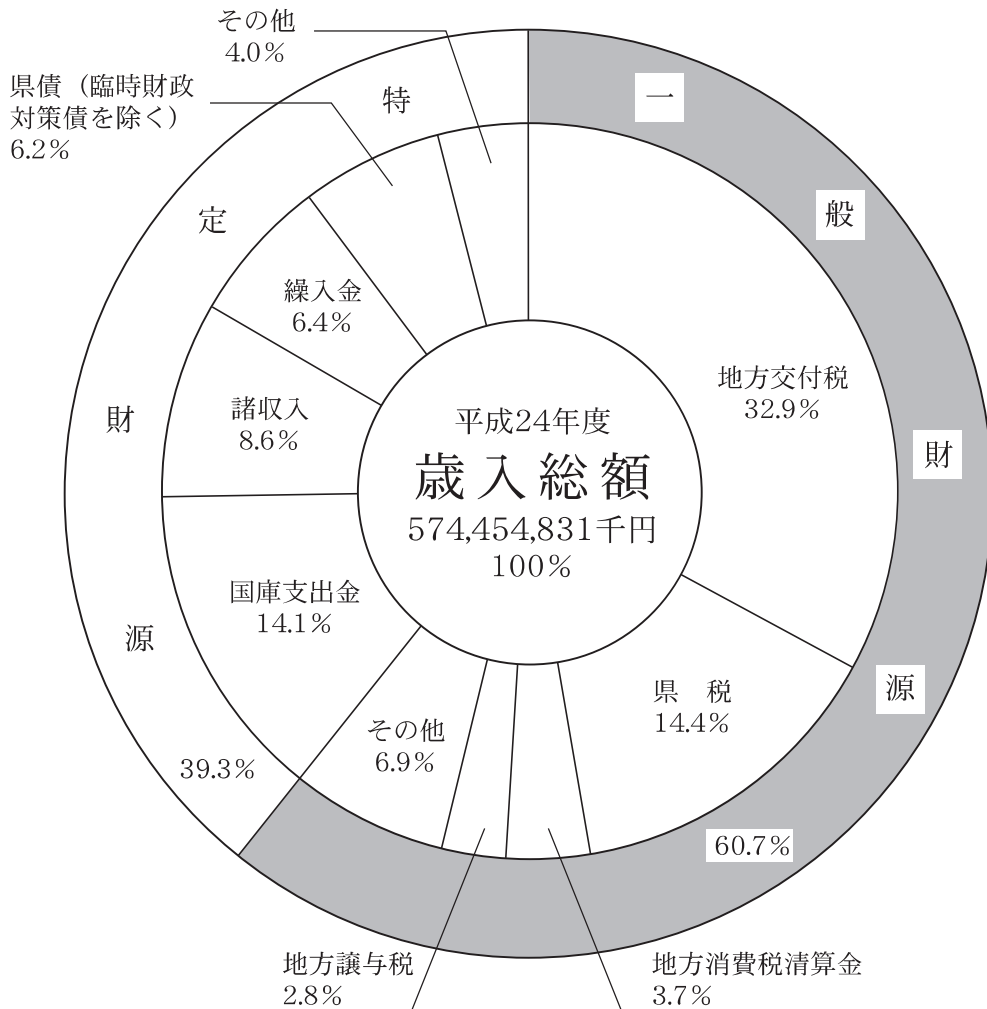 その他
4.0%
県債（臨時財政
対策債を除く）
6.2%
特
定
財
源
39.3%
一
般
財
源
60.7%
繰入金
6.4%
諸収入
8.6%
国庫支出金
14.1%
その他
6.9%
地方交付税
32.9%
県　税
14.4%
平成24年度
歳入総額
574,454,831千円
100%
地方譲与税
2.8%
地方消費税清算金
3.7%